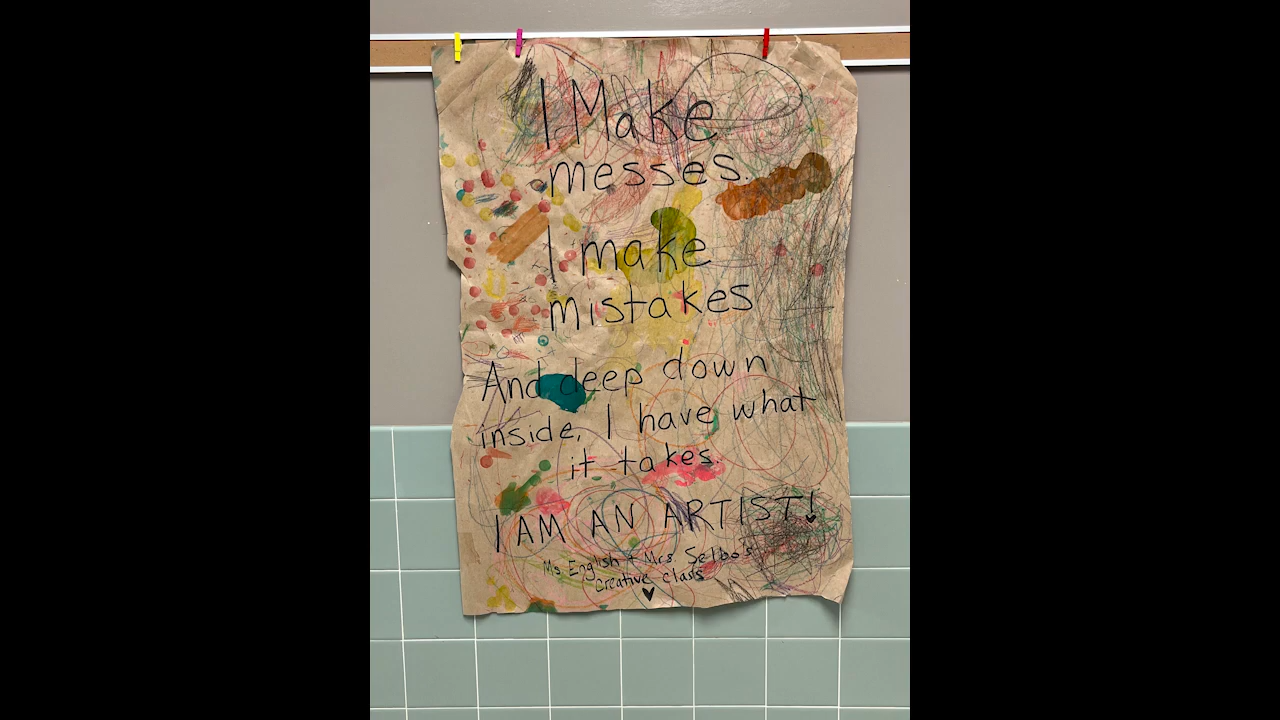 I Make
messes.
I make
mistakes
And deep down
inside, I have what
it takes.
I AM AN ARTIST!
Ms. English + Mrs. Selbo's
Creative class